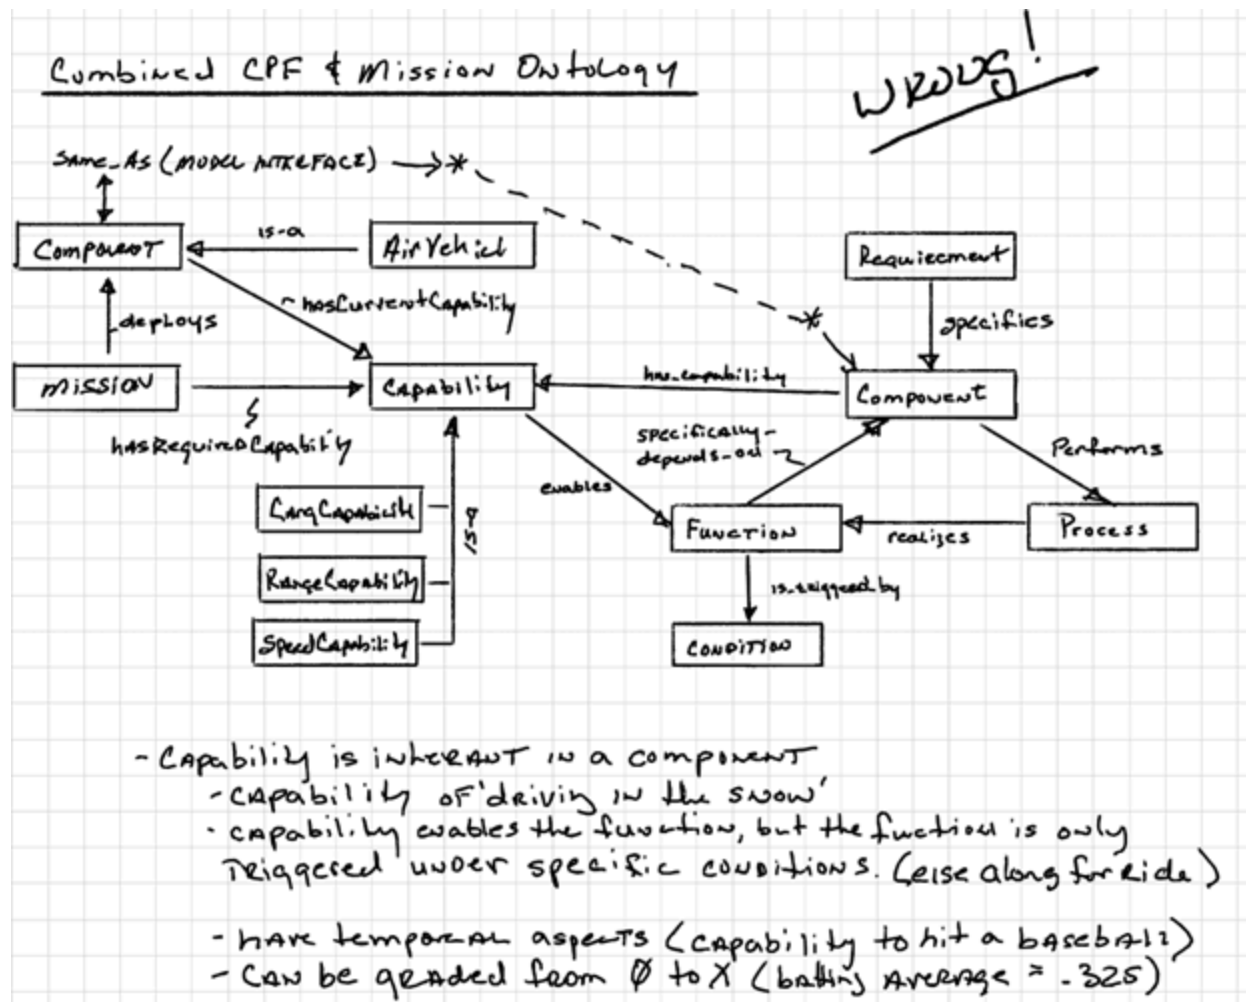 Combined CPF & Mission Ontology
WRONG!
SAME_AS (MODEL INTERFACE)
Component
is-a
AirVehicl
Requirement
hasCurrentCapability
deploys
specifies
MISSION
Capability
has_capability
Component
hasRequiredCapability
specifically-
depends-on
Performs
enables
CargCapability
is-a
Function
realizes
Process
RangeCapability
is_triggered_by
SpeedCapability
CONDITION
- Capability is inherant in a component
- capability of 'driving in the snow'
- capability enables the function, but the function is only
Triggered under specific conditions. (else along for ride)
- have temporal aspects (capability to hit a baseball)
- can be graded from Ø to X (batting average = .325)